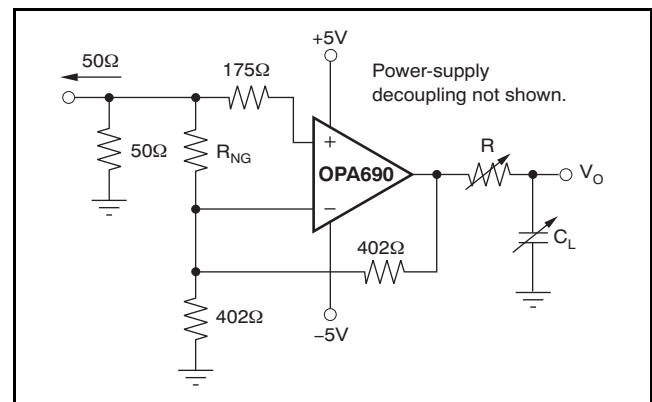 +5V
50Ω
175Ω
Power-supply
decoupling not shown.
50Ω
R_NG
+
OPA690
−
R
V_O
C_L
402Ω
402Ω
−5V